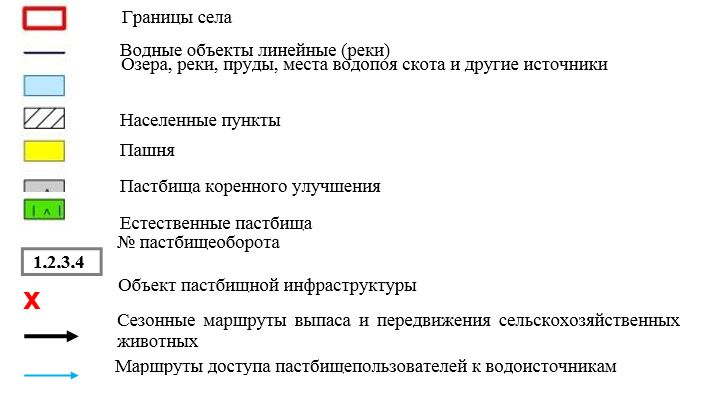 Границы села
Водные объекты линейные (реки)
Озера, реки, пруды, места водопоя скота и другие источники
Населенные пункты
Пашня
Пастбища коренного улучшения
Естественные пастбища
№ пастбищеоборота
1.2.3.4
Объект пастбищной инфраструктуры
X
Сезонные маршруты выпаса и передвижения сельскохозяйственных
животных
Маршруты доступа пастбищепользователей к водоисточникам